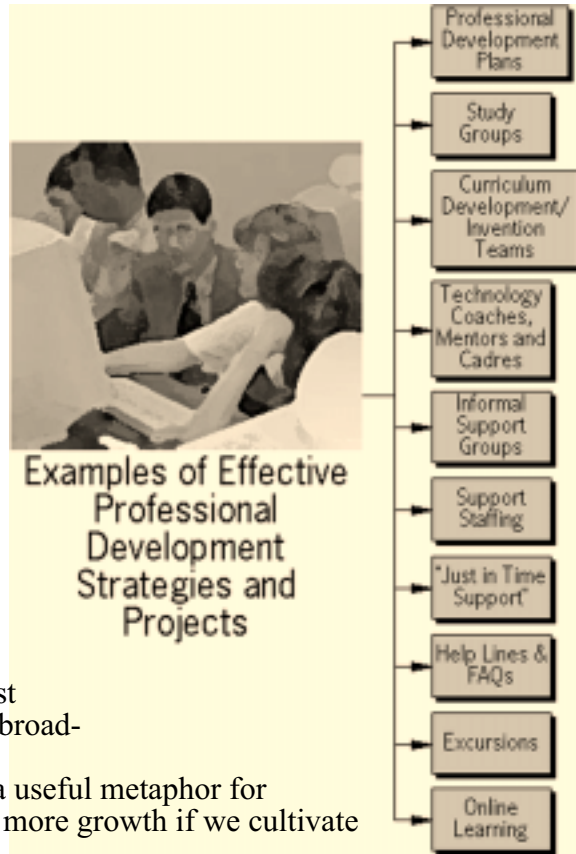 Professional
Development
Plans
Study
Groups
Curriculum
Development/
Invention
Teams
Technology
Coaches,
Mentors and
Cadres
Informal
Support
Groups
Support
Staffing
"Just in Time
Support"
Help Lines &
FAQs
Excursions
Online
Learning
Examples of Effective
Professional
Development
Strategies and
Projects
st
broad-
a useful metaphor for
more growth if we cultivate